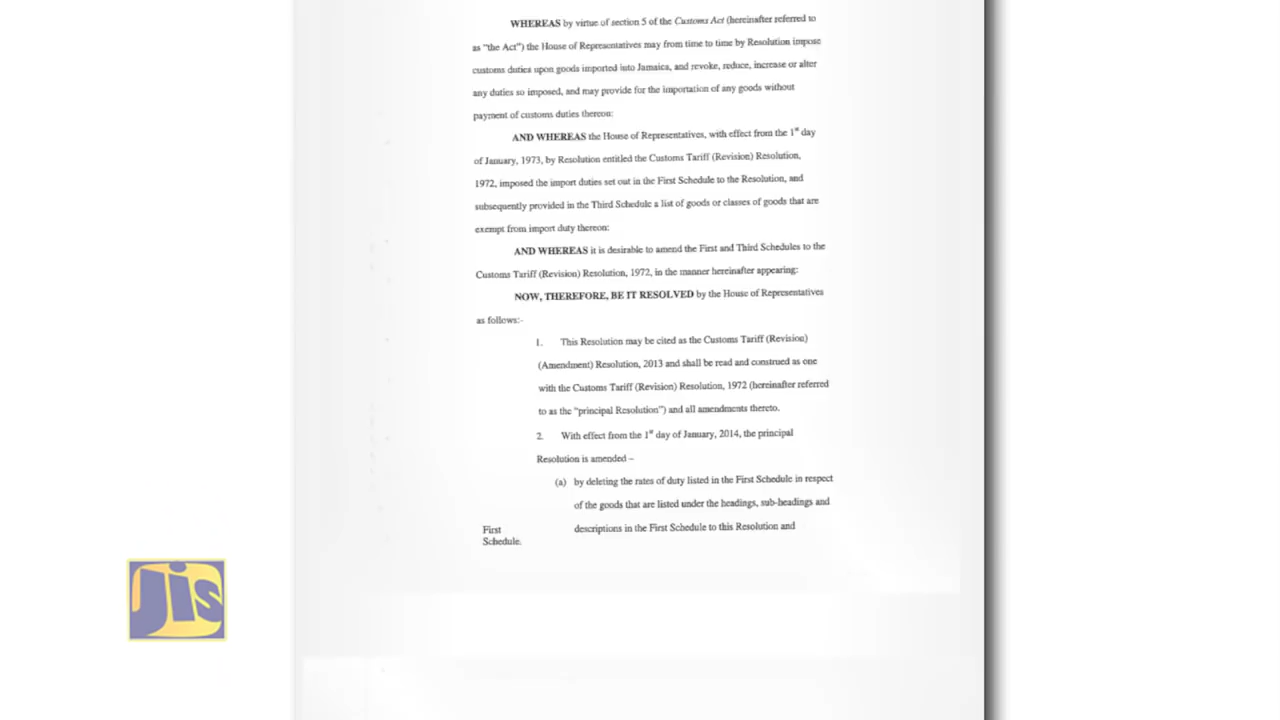 WHEREAS by virtue of section 5 of the Customs Act (hereinafter referred to
as "the Act") the House of Representatives may from time to time by Resolution impose
customs duties upon goods imported into Jamaica, and revoke, reduce, increase or alter
any duties so imposed, and may provide for the importation of any goods without
payment of customs duties thereon:
AND WHEREAS the House of Representatives, with effect from the 1st day
of January, 1973, by Resolution entitled the Customs Tariff (Revision) Resolution,
1972, imposed the import duties set out in the First Schedule to the Resolution, and
subsequently provided in the Third Schedule a list of goods or classes of goods that are
exempt from import duty thereon:
AND WHEREAS it is desirable to amend the First and Third Schedules to the
Customs Tariff (Revision) Resolution, 1972, in the manner hereinafter appearing:
NOW, THEREFORE, BE IT RESOLVED by the House of Representatives
as follows:-
1. This Resolution may be cited as the Customs Tariff (Revision)
(Amendment) Resolution, 2013 and shall be read and construed as one
with the Customs Tariff (Revision) Resolution, 1972 (hereinafter referred
to as the "principal Resolution") and all amendments thereto.
2. With effect from the 1st day of January, 2014, the principal
Resolution is amended –
(a) by deleting the rates of duty listed in the First Schedule in respect
of the goods that are listed under the headings, sub-headings and
descriptions in the First Schedule to this Resolution and
First
Schedule.
Jis